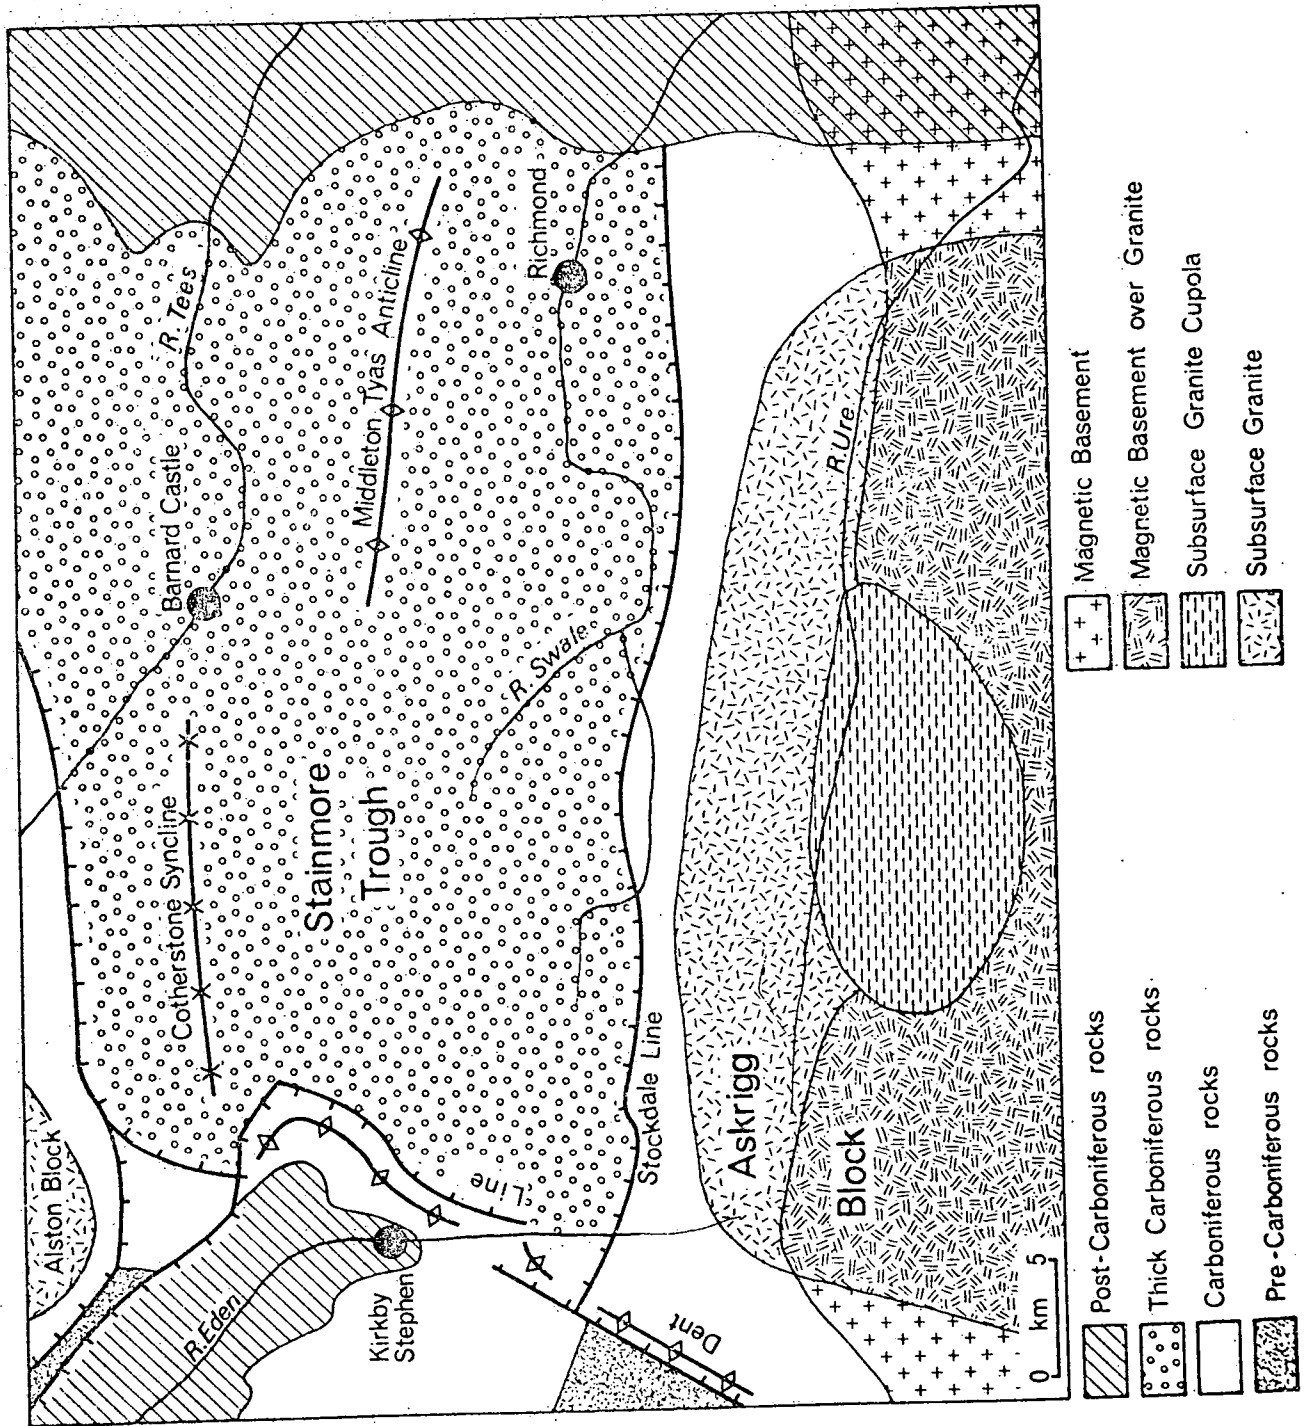 Alston Block
Cotherstone Syncline
Barnard Castle
R. Tees
R. Eden
Kirkby
Stephen
Stainmore
Trough
Middleton Tyas Anticline
Richmond
R. Swale
Line
Dent
Stockdale Line
Askrigg
Block
R. Ure
0 km 5
Post-Carboniferous rocks
Thick Carboniferous rocks
Carboniferous rocks
Pre-Carboniferous rocks
Magnetic Basement
Magnetic Basement over Granite
Subsurface Granite Cupola
Subsurface Granite